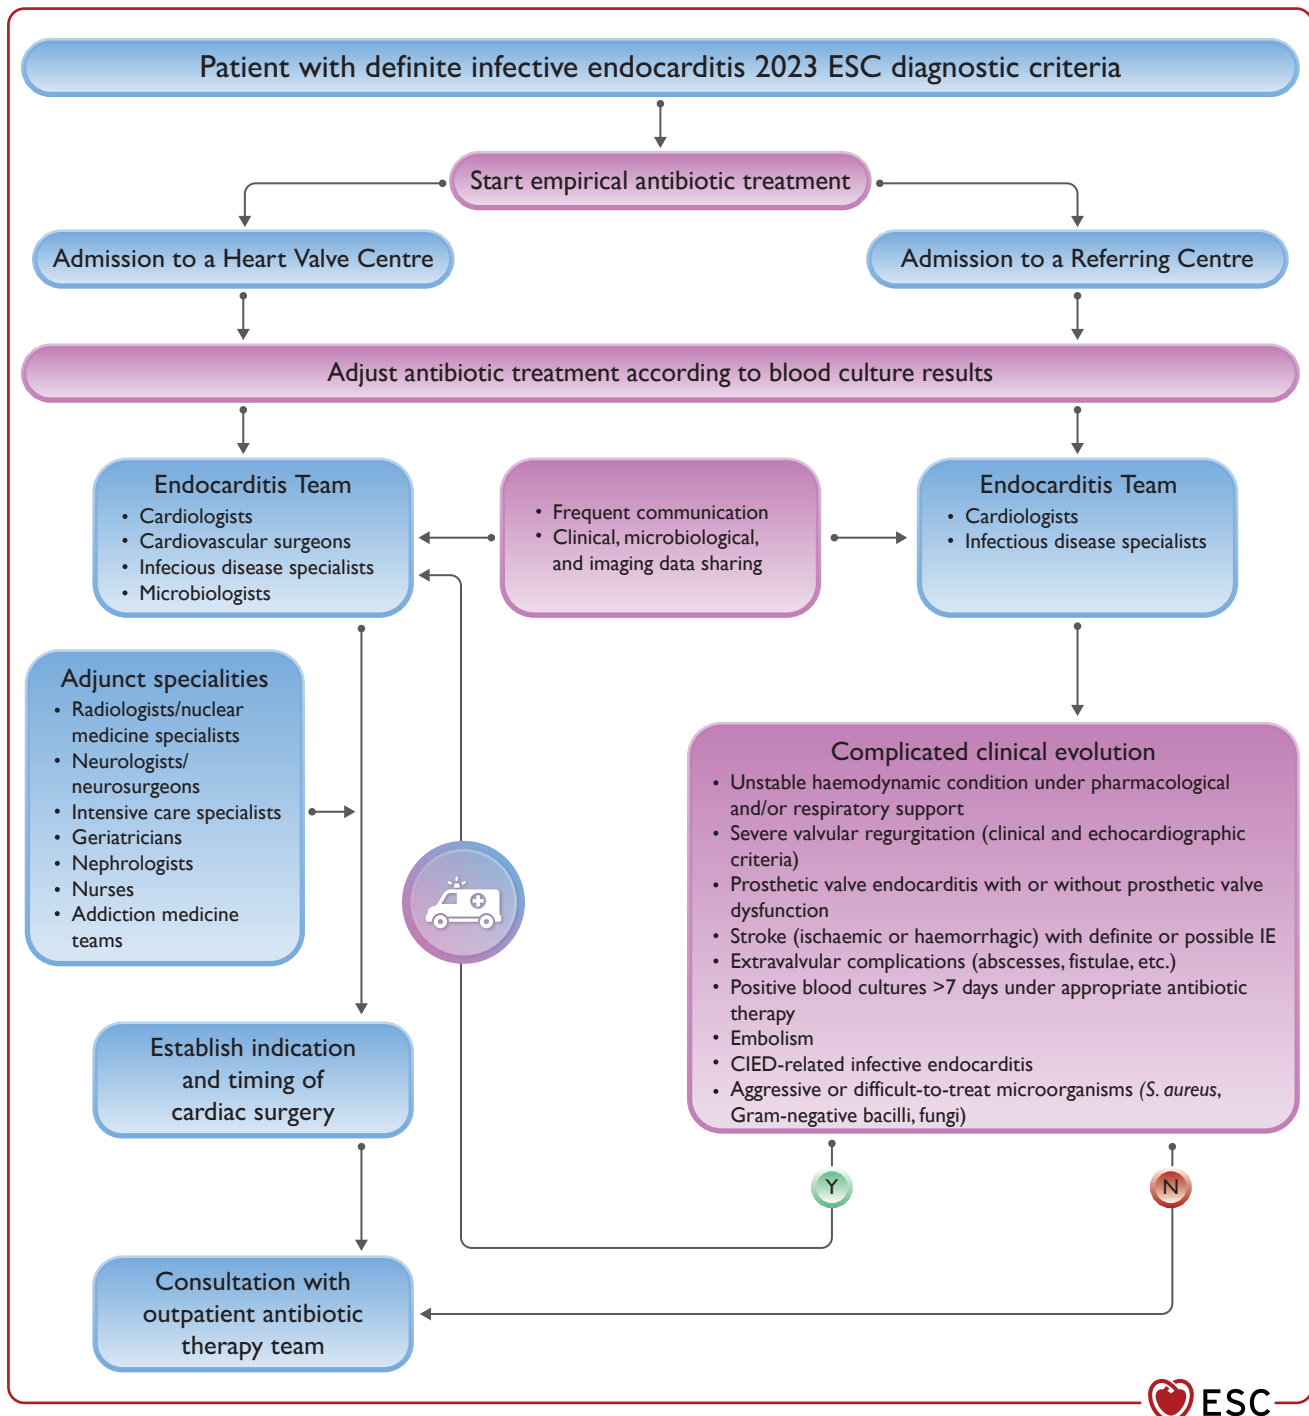 Patient with definite infective endocarditis 2023 ESC diagnostic criteria
Start empirical antibiotic treatment
Admission to a Heart Valve Centre
Admission to a Referring Centre
Adjust antibiotic treatment according to blood culture results
Endocarditis Team
• Cardiologists
• Cardiovascular surgeons
• Infecious disease specialists
• Microbiologists
• Frequent communication
• Clinical, microbiological,
and imaging data sharing
Endocarditis Team
• Cardiologists
• Infectious disease specialists
Adjunct specialities
• Radiologists/nuclear
medicine specialists
• Neurologists/
neurosurgeons
• Intensive care specialists
• Geriatricians
• Nephrologists
• Nurses
• Addiction medicine
teams
Complicated clinical evolution
• Unstable haemodynamic condition under pharmacological
and/or respiratory support
• Severe valvular regurgitation (clinical and echocardiographic
criteria)
• Prosthetic valve endocarditis with or without prosthetic valve
dysfunction
• Stroke (ischaemic or haemorrhagic) with definite or possible IE
• Extravalvular complications (abscesses, fistulae, etc.)
• Positive blood cultures >7 days under appropriate antibiotic
therapy
• Embolism
• CIED-related infective endocarditis
• Aggressive or difficult-to-treat microorganisms (S. aureus,
Gram-negative bacilli, fungi)
Establish indication
and timing of
cardiac surgery
Y
N
Consultation with
outpatient antibiotic
therapy team
ESC